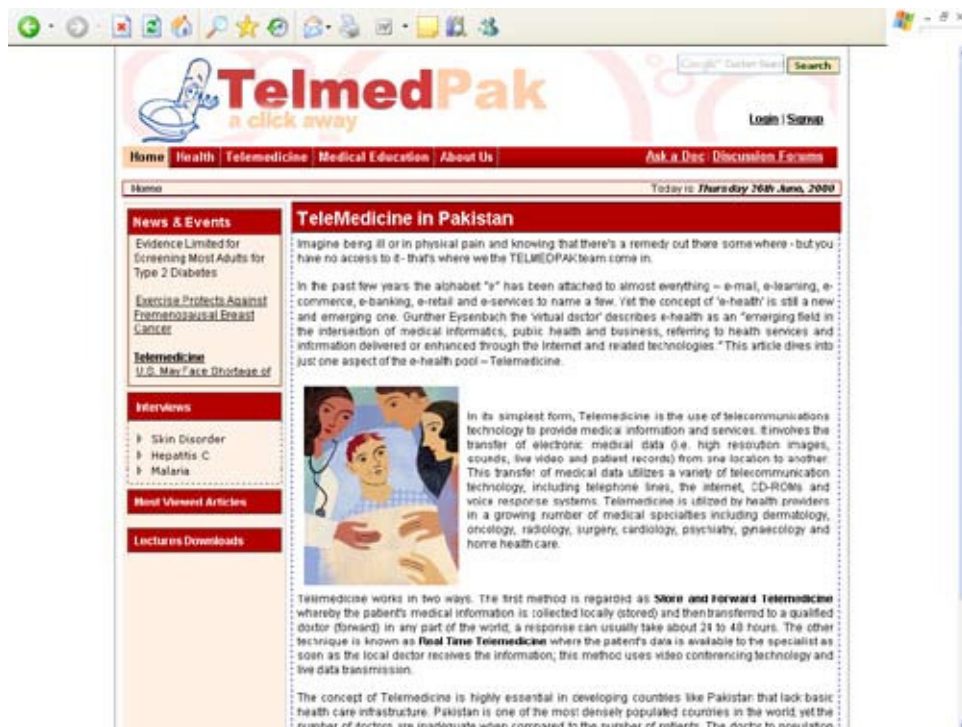 Search
TelmedPak
a click away
Login | Signup
Home Health Telemedicine Medical Education About Us
Ask a Doc Discussion Forums
Home
Today is Thursday 26th June, 2008
News & Events
Evidence Limited for
Screening Most Adults for
Type 2 Diabetes
Exercise Protects Against
Premenopausal Breast
Cancer
Telemedicine
U.S. May Face Shortage of
Interviews
Skin Disorder
Hepatitis C
Malaria
Most Viewed Articles
Lectures Downloads
TeleMedicine in Pakistan
Imagine being ill or in physical pain and knowing that there's a remedy out there somewhere - but you
have no access to it - that's where we the TELMEDPAK team come in.
In the past few years the alphabet "e" has been attached to almost everything – e-mail, e-learning, e-
commerce, e-banking, e-retail and e-services to name a few. Yet the concept of 'e-health' is still a new
and emerging one. Gunther Eysenbach the 'virtual doctor' describes e-health as an "emerging field in
the intersection of medical informatics, public health and business, referring to health services and
information delivered or enhanced through the Internet and related technologies." This article dives into
just one aspect of the e-health pool – Telemedicine.
In its simplest form, Telemedicine is the use of telecommunications
technology to provide medical information and services. It involves the
transfer of electronic medical data (i.e. high resoution images,
sounds, live video and patient records) from one location to another.
This transfer of medical data utilizes a variety of telecommunication
technology, including telephone lines, the internet, CD-ROMs and
voice response systems. Telemedicine is utilized by health providers
in a growing number of medical specialties including dermatology,
oncology, radiology, surgery, cardiology, psychiatry, gynaecology and
home health care.
Telemedicine works in two ways. The first method is regarded as Store and Forward Telemedicine
whereby the patient's medical information is collected locally (stored) and then transferred to a qualified
doctor (forward) in any part of the world, a response can usually take about 24 to 48 hours. The other
technique is known as Real Time Telemedicine where the patient's data is available to the specialist as
soon as the local doctor receives the information; this method uses video conferencing technology and
live data transmission.
The concept of Telemedicine is highly essential in developing countries like Pakistan that lack basic
health care infrastructure. Pakistan is one of the most densely populated countries in the world, yet the
number of doctors are inadequate when compared to the number of patients. The doctor to population